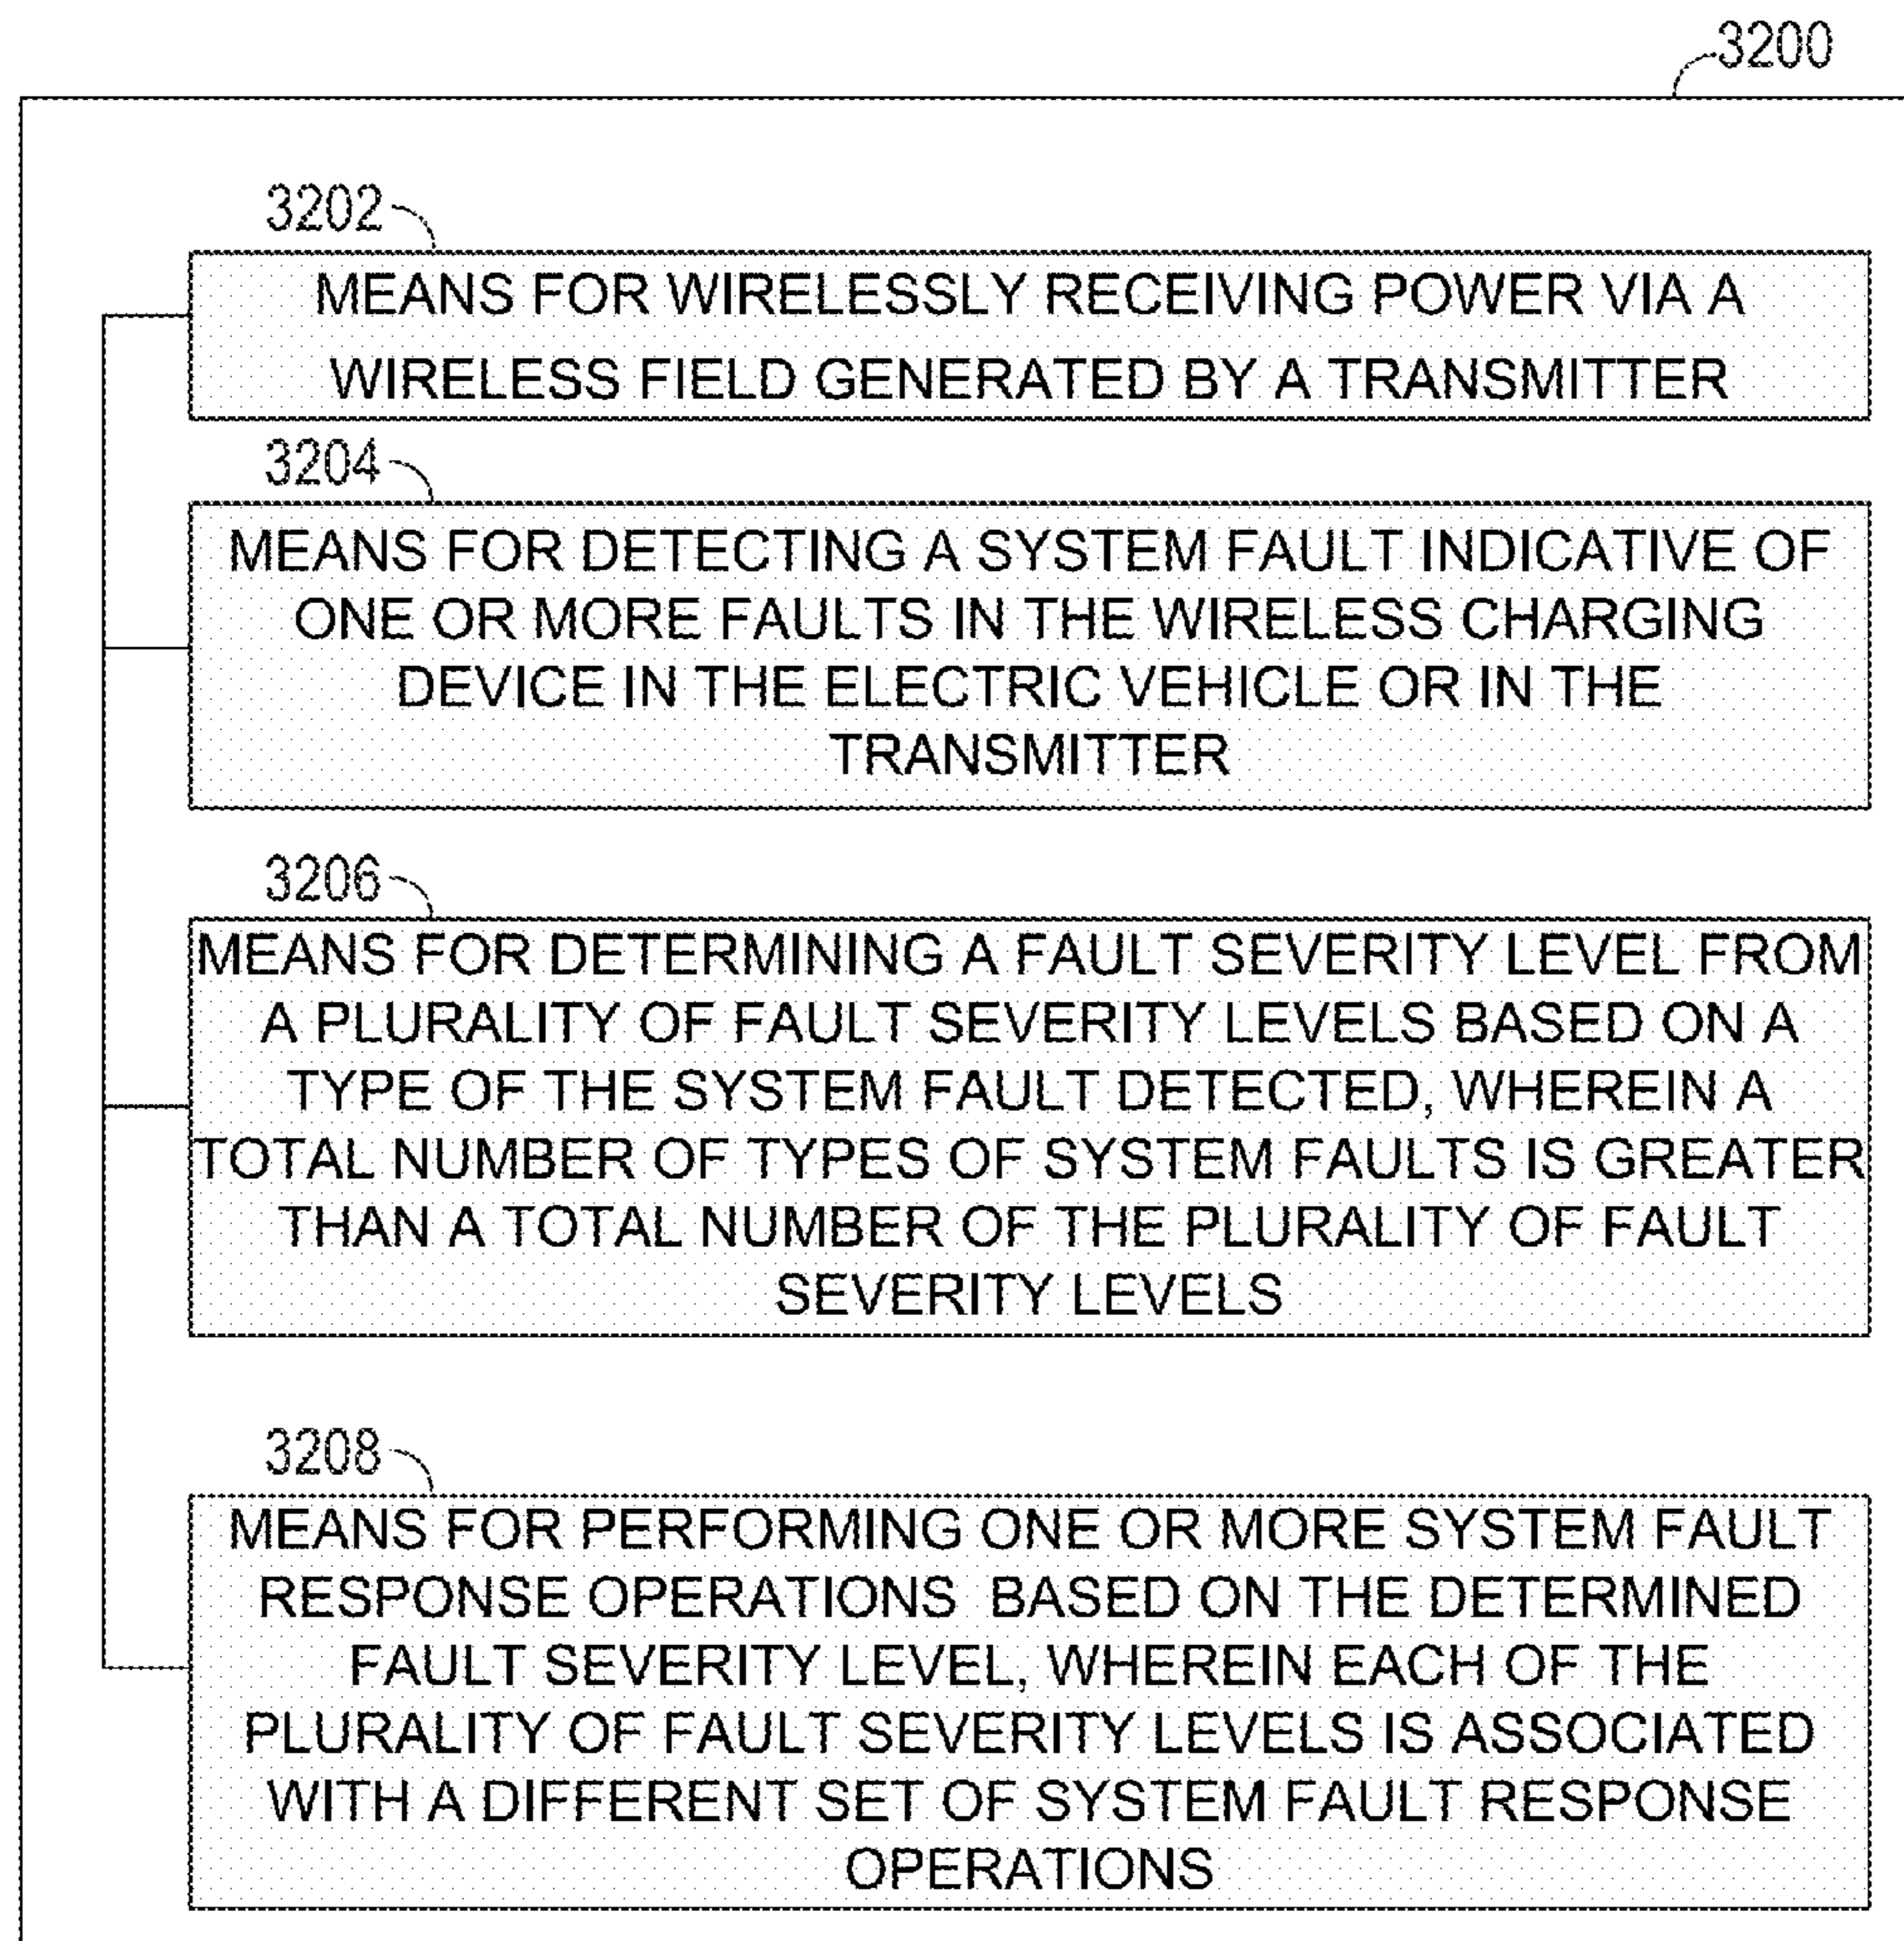 3200
3202
MEANS FOR WIRELESSLY RECEIVING POWER VIA A
WIRELESS FIELD GENERATED BY A TRANSMITTER
3204
MEANS FOR DETECTING A SYSTEM FAULT INDICATIVE OF
ONE OR MORE FAULTS IN THE WIRELESS CHARGING
DEVICE IN THE ELECTRIC VEHICLE OR IN THE
TRANSMITTER
3206
MEANS FOR DETERMINING A FAULT SEVERITY LEVEL FROM
A PLURALITY OF FAULT SEVERITY LEVELS BASED ON A
TYPE OF THE SYSTEM FAULT DETECTED, WHEREIN A
TOTAL NUMBER OF TYPES OF SYSTEM FAULTS IS GREATER
THAN A TOTAL NUMBER OF THE PLURALITY OF FAULT
SEVERITY LEVELS
3208
MEANS FOR PERFORMING ONE OR MORE SYSTEM FAULT
RESPONSE OPERATIONS BASED ON THE DETERMINED
FAULT SEVERITY LEVEL, WHEREIN EACH OF THE
PLURALITY OF FAULT SEVERITY LEVELS IS ASSOCIATED
WITH A DIFFERENT SET OF SYSTEM FAULT RESPONSE
OPERATIONS